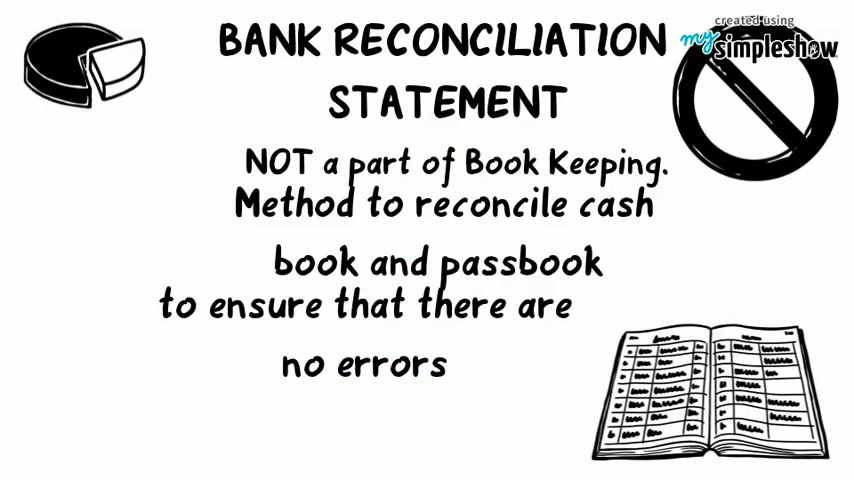 created using
my simpleshow
BANK RECONCILIATION
STATEMENT
NOT a part of Book Keeping.
Method to reconcile cash
book and passbook
to ensure that there are
no errors